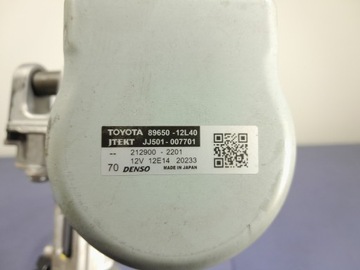 TOYOTA 89650-12L40
JTEKT JJ501-007701
-- 212900-2201
12V 12E14 20233
70 DENSO MADE IN JAPAN